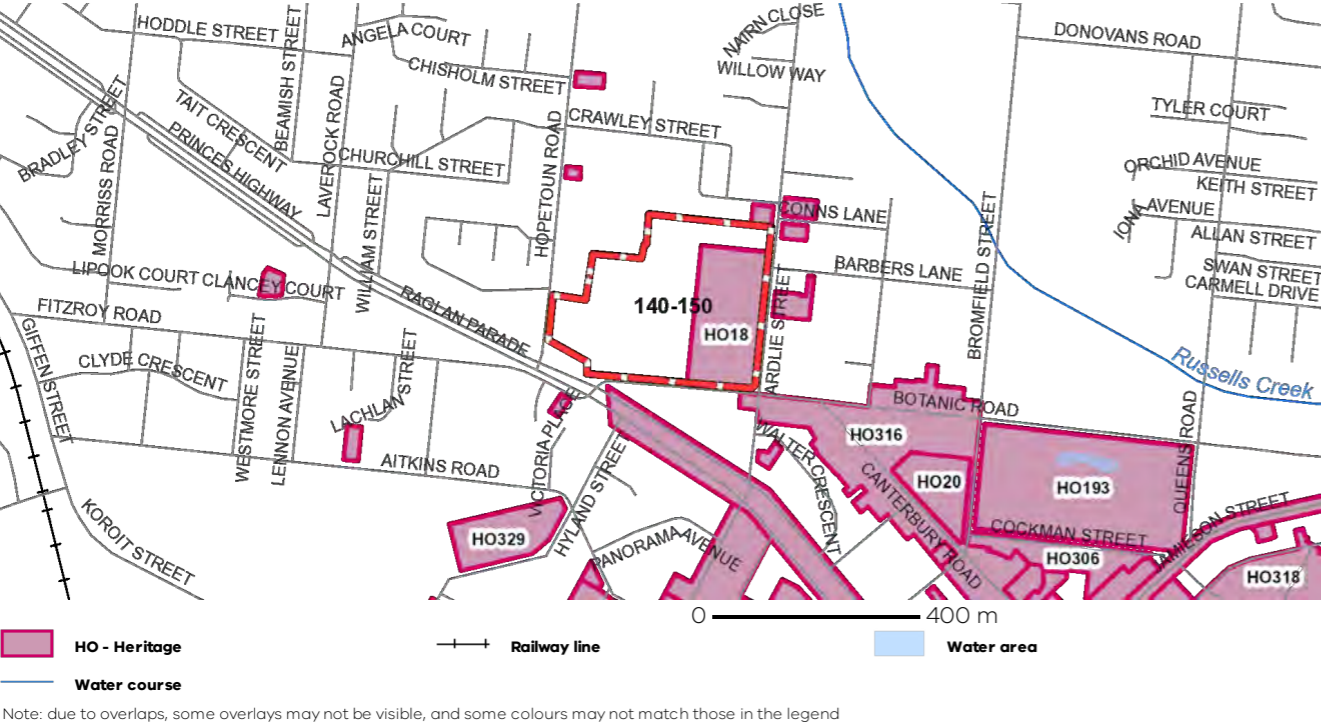 HODDLE STREET
BEAMISH STREET
ANGELA COURT
NAIRN CLOSE
DONOVANS ROAD
CHISHOLM STREET
WILLOW WAY
LAVEROCK ROAD
TAIT CRESCENT
TYLER COURT
BRADLEY STREET
MORRISS ROAD
PRINCES HIGHWAY
HOPETOUN ROAD
CRAWLEY STREET
CHURCHILL STREET
ORCHID AVENUE
KEITH STREET
WILLIAM STREET
CONNS LANE
IONA AVENUE
ALLAN STREET
BROMFIELD STREET
LIPOOK COURT
CLANCEY COURT
BARBERS LANE
SWAN STREET
CARMELL DRIVE
FITZROY ROAD
RAGLAN PARADE
140-150
HO18
ARDLIE STREET
GIFFEN STREET
CLYDE CRESCENT
WESTMORE STREET
LENNON AVENUE
LACHLAN STREET
Russells Creek
BOTANIC ROAD
VICTORIA PLACE
HO316
WALTER CRESCENT
QUEENS ROAD
AITKINS ROAD
HO20
HO193
CANTERBURY ROAD
HYLAND STREET
KOROIT STREET
HO329
PANORAMA AVENUE
COCKMAN STREET
JAMIESON STREET
HO306
HO318
0 400 m
HO - Heritage
Railway line
Water area
Water course
Note: due to overlaps, some overlays may not be visible, and some colours may not match those in the legend